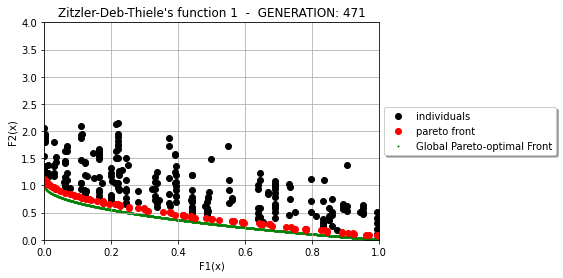 Zitzler-Deb-Thiele's function 1 - GENERATION: 471
4.0
3.5
3.0
2.5
2.0
1.5
1.0
0.5
0.0
F2(x)
0.0 0.2 0.4 0.6 0.8 1.0
F1(x)
individuals
pareto front
Global Pareto-optimal Front